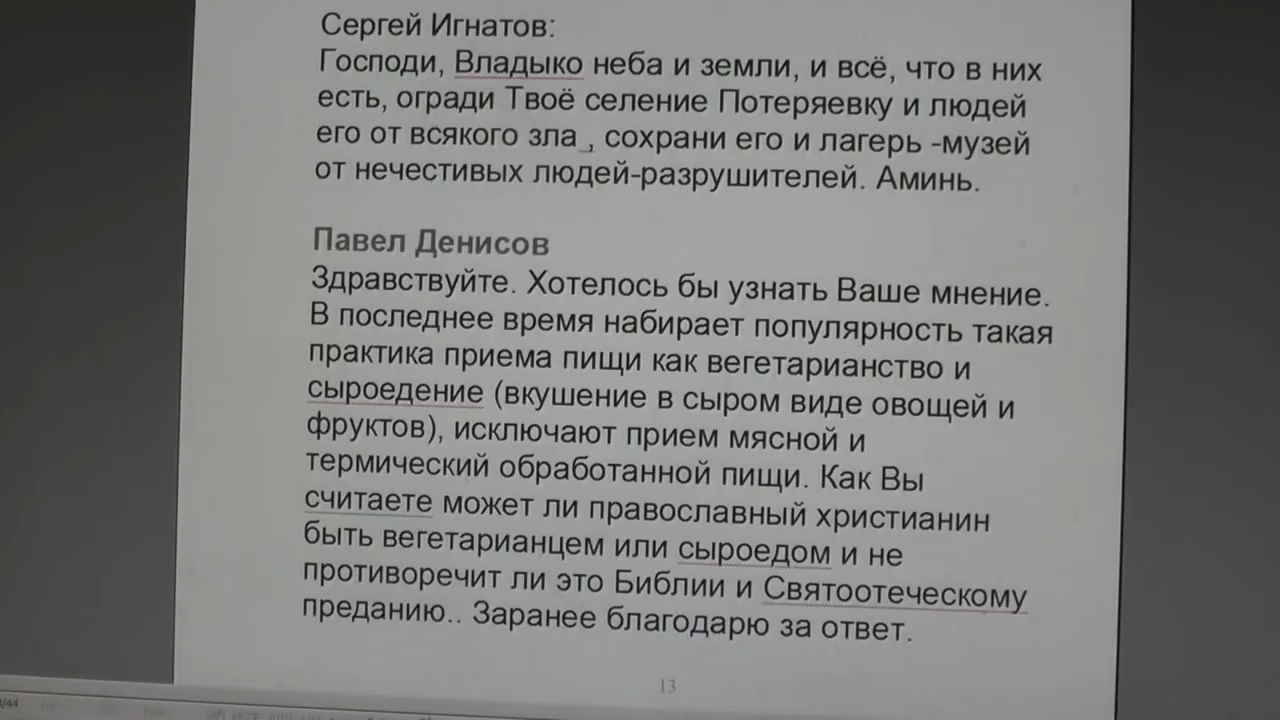 Сергей Игнатов:
Господи, Владыко неба и земли, и всё, что в них
есть, огради Твоё селение Потеряевку и людей
его от всякого зла_, сохрани его и лагерь -музей
от нечестивых людей-разрушителей. Аминь.
Павел Денисов
Здравствуйте. Хотелось бы узнать Ваше мнение.
В последнее время набирает популярность такая
практика приема пищи как вегетарианство и
сыроедение (вкушение в сыром виде овощей и
фруктов), исключают прием мясной и
термический обработанной пищи. Как Вы
считаете может ли православный христианин
быть вегетарианцем или сыроедом и не
противоречит ли это Библии и Святоотеческому
преданию.. Заранее благодарю за ответ.
13
/44